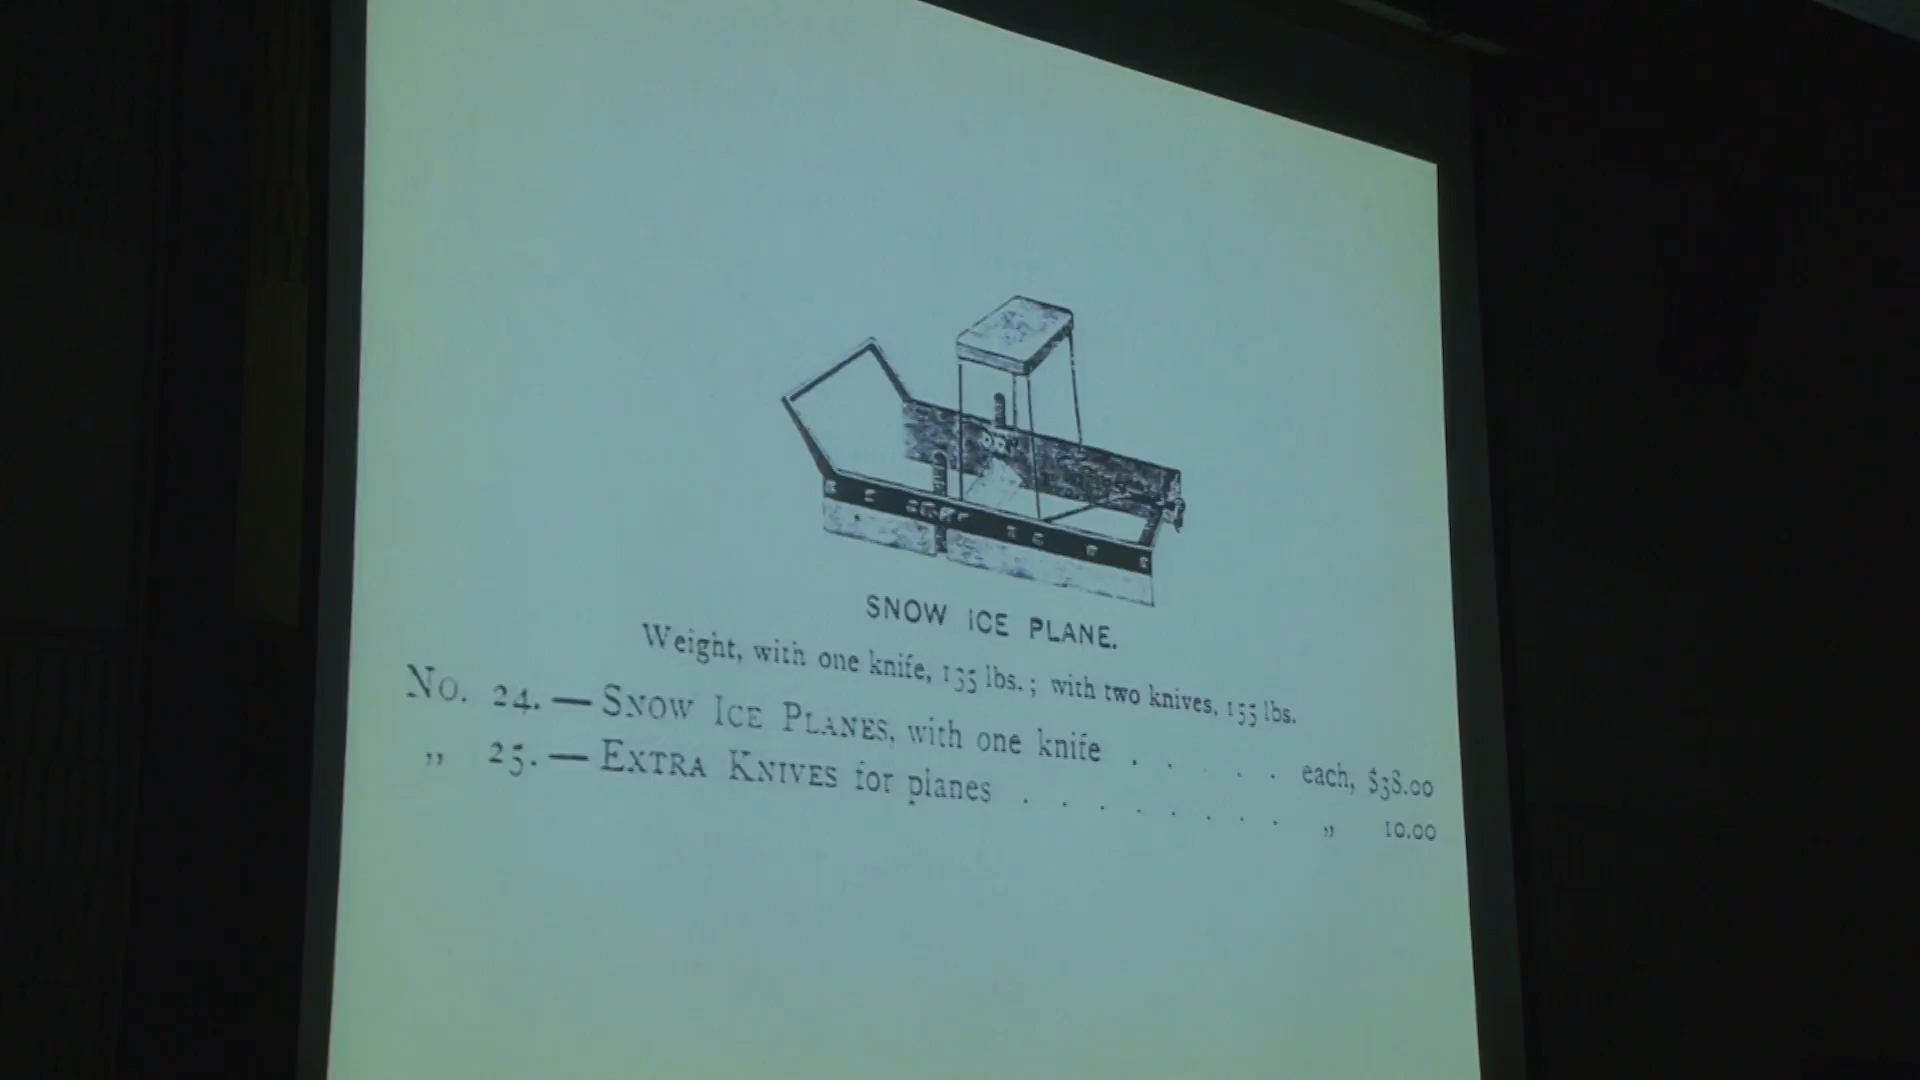 SNOW ICE PLANE.
Weight, with one knife, 135 lbs. ; with two knives, 155 lbs.
No. 24. — SNOW ICE PLANES, with one knife . . . . . each, $38.00
„ 25. — EXTRA KNIVES for planes . . . . . . . . „ 10.00